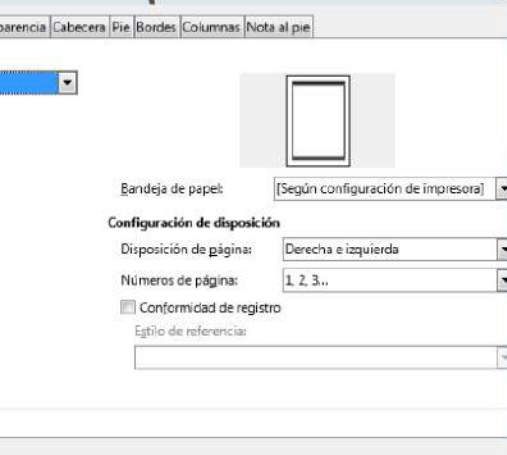 parencia Cabecera Pie Bordes Columnas Nota al pie
Bandeja de papel: [Según configuración de impresora]
Configuración de disposición
Disposición de página: Derecha e izquierda
Números de página: 1, 2, 3...
Conformidad de registro
Estilo de referencia: